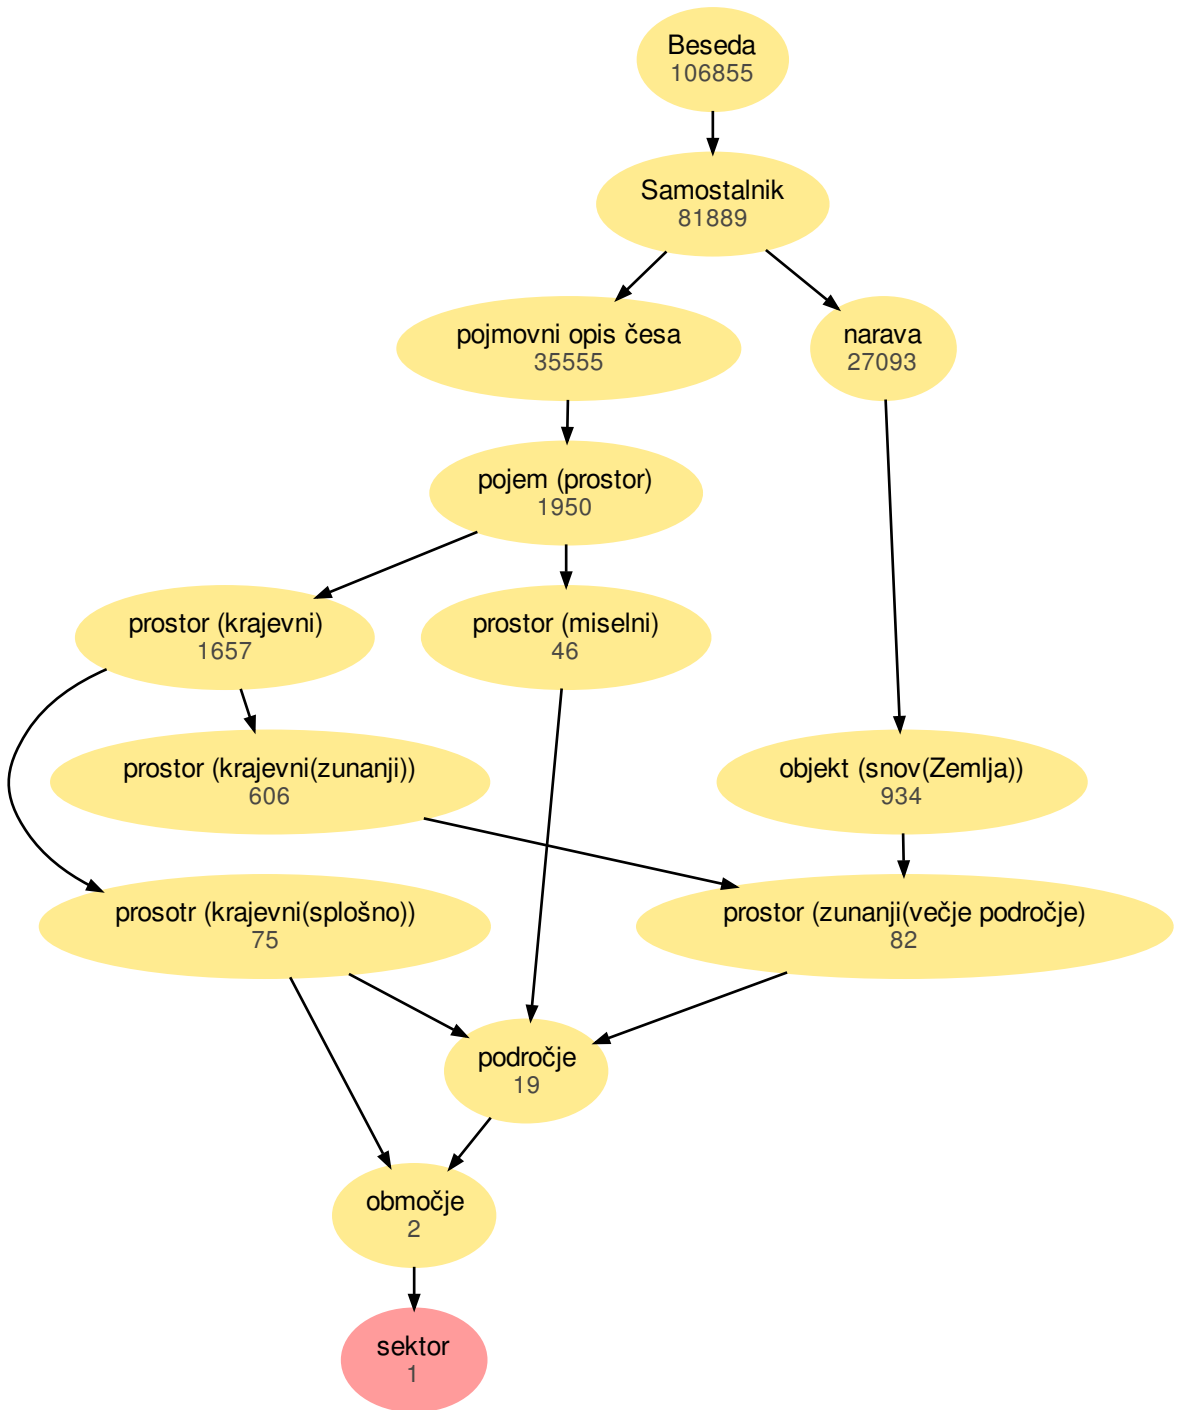 Beseda
106855
Samostalnik
81889
pojmovni opis česa
35555
narava
27093
pojem (prostor)
1950
prostor (krajevni)
1657
prostor (miselni)
46
prostor (krajevni(zunanji))
606
objekt (snov(Zemlja))
934
prosotr (krajevni(splošno))
75
prostor (zunanji(večje področje)
82
področje
19
območje
2
sektor
1